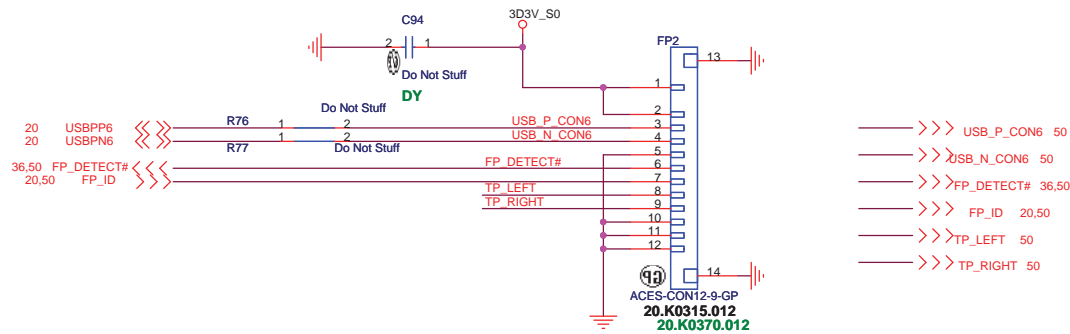 C94
3D3V_S0
2 1
Do Not Stuff
DY
FP2
13
1
2
20 USBPP6 R76 1 Do Not Stuff 2 USB_P_CON6 3
20 USBPN6 R77 1 Do Not Stuff 2 USB_N_CON6 4
5
36,50 FP_DETECT# FP_DETECT# 6
20,50 FP_ID 7
TP_LEFT 8
TP_RIGHT 9
10
11
12
14
GP
ACES-CON12-9-GP
20.K0315.012
20.K0370.012
USB_P_CON6 50
USB_N_CON6 50
FP_DETECT# 36,50
FP_ID 20,50
TP_LEFT 50
TP_RIGHT 50